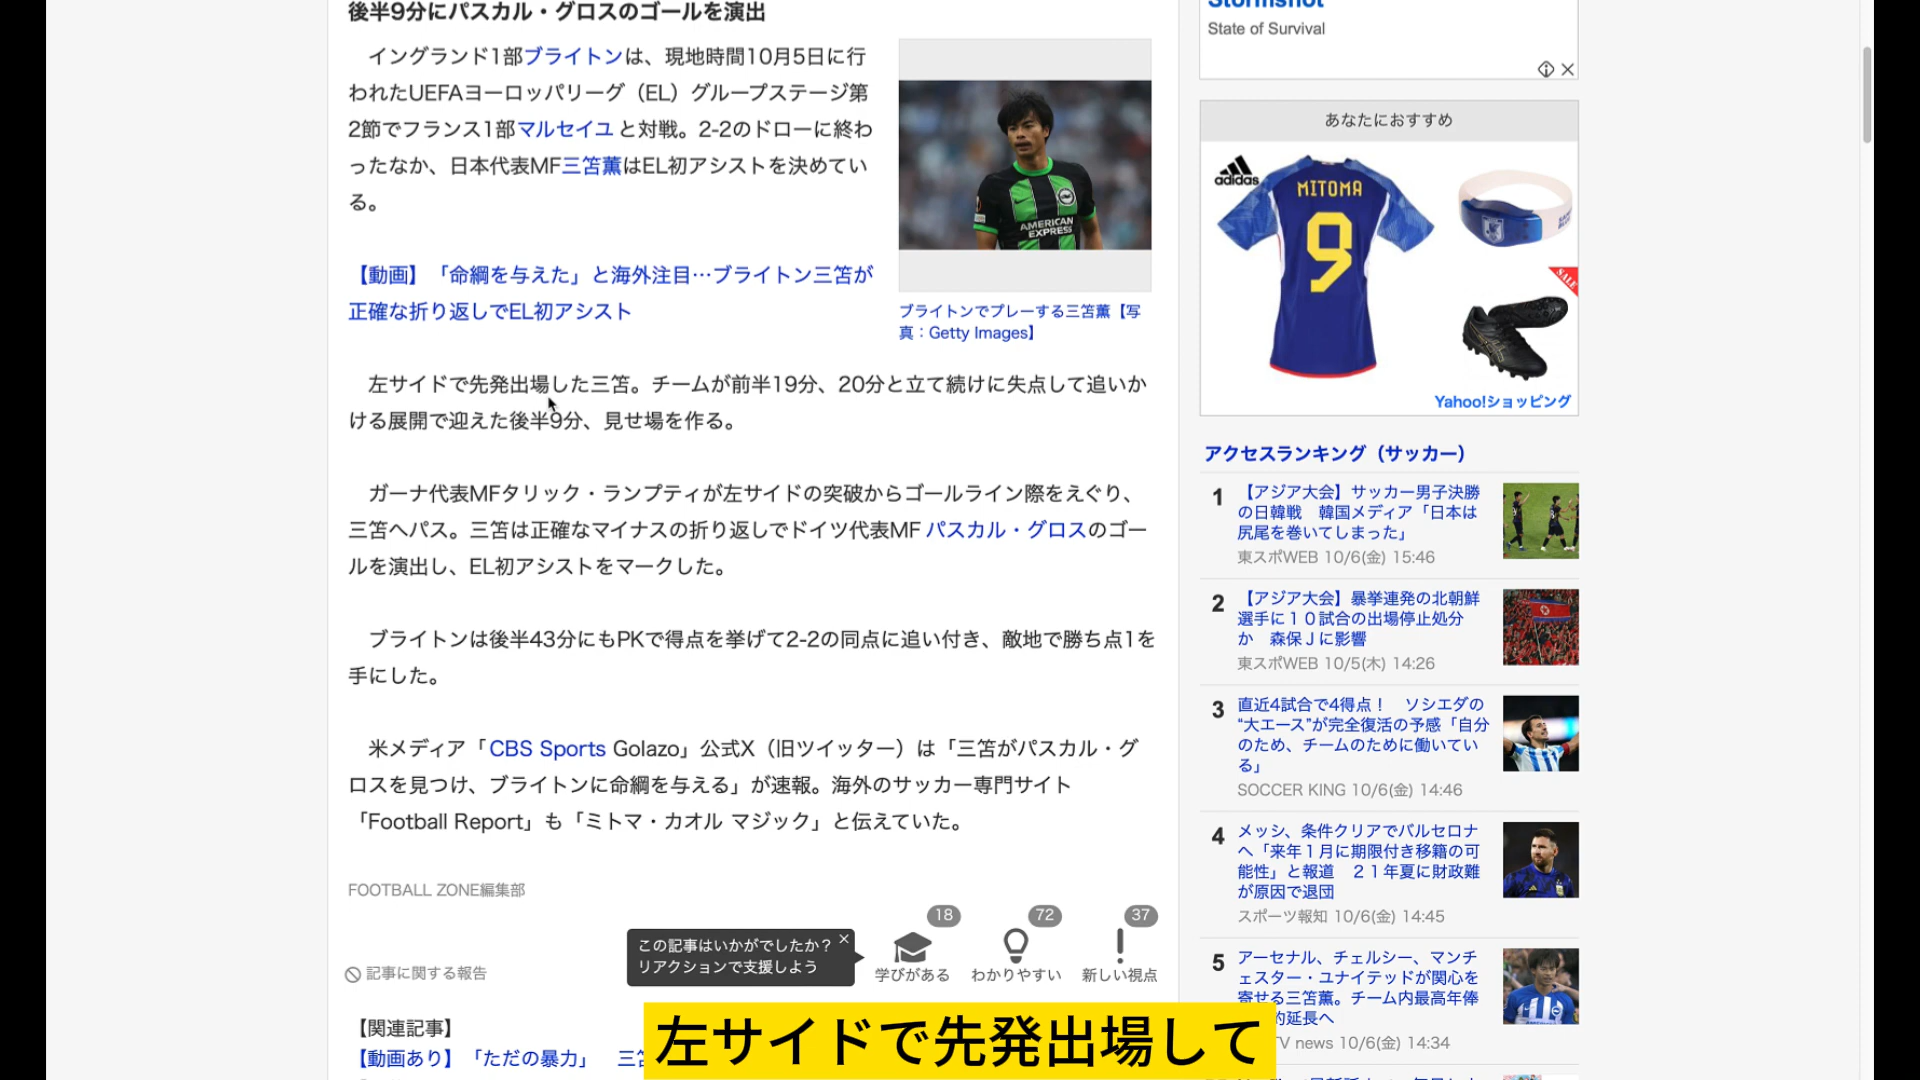 後半9分にパスカル・グロスのゴールを演出
イングランド1部ブライトンは、現地時間10月5日に行
われたUEFAヨーロッパリーグ（EL）グループステージ第
2節でフランス1部マルセイユ と対戦。2-2のドローに終わ
ったなか、日本代表MF三笘薫はEL初アシストを決めてい
る。
AMERICAN
EXPRESS
【動画】「命綱を与えた」と海外注目…ブライトン三笘が
正確な折り返しでEL初アシスト
ブライトンでプレーする三笘薫【写
真：Getty Images】
左サイドで先発出場した三笘。チームが前半19分、20分と立て続けに失点して追いか
ける展開で迎えた後半9分、見せ場を作る。
ガーナ代表MFタリック・ランプティが左サイドの突破からゴールライン際をえぐり、
三笘へパス。三笘は正確なマイナスの折り返しでドイツ代表MF パスカル・グロスのゴー
ルを演出し、EL初アシストをマークした。
ブライトンは後半43分にもPKで得点を挙げて2-2の同点に追い付き、敵地で勝ち点1を
手にした。
米メディア「CBS Sports Golazo」公式X（旧ツイッター）は「三笘がパスカル・グ
ロスを見つけ、ブライトンに命綱を与える」が速報。海外のサッカー専門サイト
「Football Report」も「ミトマ・カオル マジック」と伝えていた。
FOOTBALL ZONE編集部
この記事はいかがでしたか？
リアクションで支援しよう
18
学びがある
72
わかりやすい
37
新しい視点
記事に関する報告
【関連記事】
【動画あり】「ただの暴力」 三笘
左サイドで先発出場して
Stormshot
State of Survival
あなたにおすすめ
adidas
MITOMA
9
SALE
Yahoo!ショッピング
アクセスランキング（サッカー）
1
【アジア大会】サッカー男子決勝
の日韓戦 韓国メディア「日本は
尻尾を巻いてしまった」
東スポWEB 10/6(金) 15:46
2
【アジア大会】暴挙連発の北朝鮮
選手に１０試合の出場停止処分
か 森保Ｊに影響
東スポWEB 10/5(木) 14:26
3
直近4試合で4得点！ ソシエダの
“大エース”が完全復活の予感「自分
のため、チームのために働いてい
る」
SOCCER KING 10/6(金) 14:46
4
メッシ、条件クリアでバルセロナ
へ「来年１月に期限付き移籍の可
能性」と報道 ２１年夏に財政難
が原因で退団
スポーツ報知 10/6(金) 14:45
5
アーセナル、チェルシー、マンチ
ェスター・ユナイテッドが関心を
寄せる三笘薫。チーム内最高年俸
約延長へ
TV news 10/6(金) 14:34